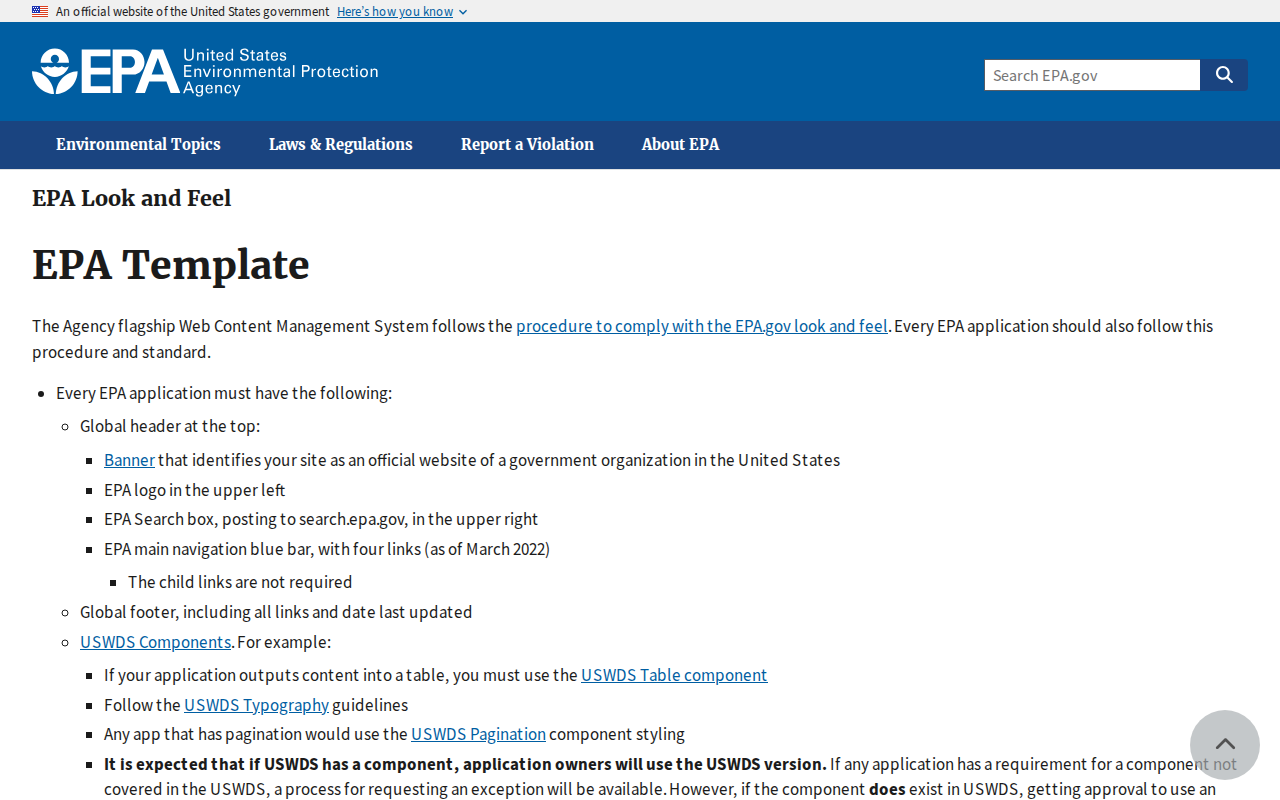 An official website of the United States government Here's how you know
EPA United States
Environmental Protection
Agency
Search EPA.gov
Environmental Topics Laws & Regulations Report a Violation About EPA
EPA Look and Feel
EPA Template
The Agency flagship Web Content Management System follows the procedure to comply with the EPA.gov look and feel. Every EPA application should also follow this
procedure and standard.
Every EPA application must have the following:
Global header at the top:
Banner that identifies your site as an official website of a government organization in the United States
EPA logo in the upper left
EPA Search box, posting to search.epa.gov, in the upper right
EPA main navigation blue bar, with four links (as of March 2022)
The child links are not required
Global footer, including all links and date last updated
USWDS Components. For example:
If your application outputs content into a table, you must use the USWDS Table component
Follow the USWDS Typography guidelines
Any app that has pagination would use the USWDS Pagination component styling
It is expected that if USWDS has a component, application owners will use the USWDS version. If any application has a requirement for a component not
covered in the USWDS, a process for requesting an exception will be available. However, if the component does exist in USWDS, getting approval to use an